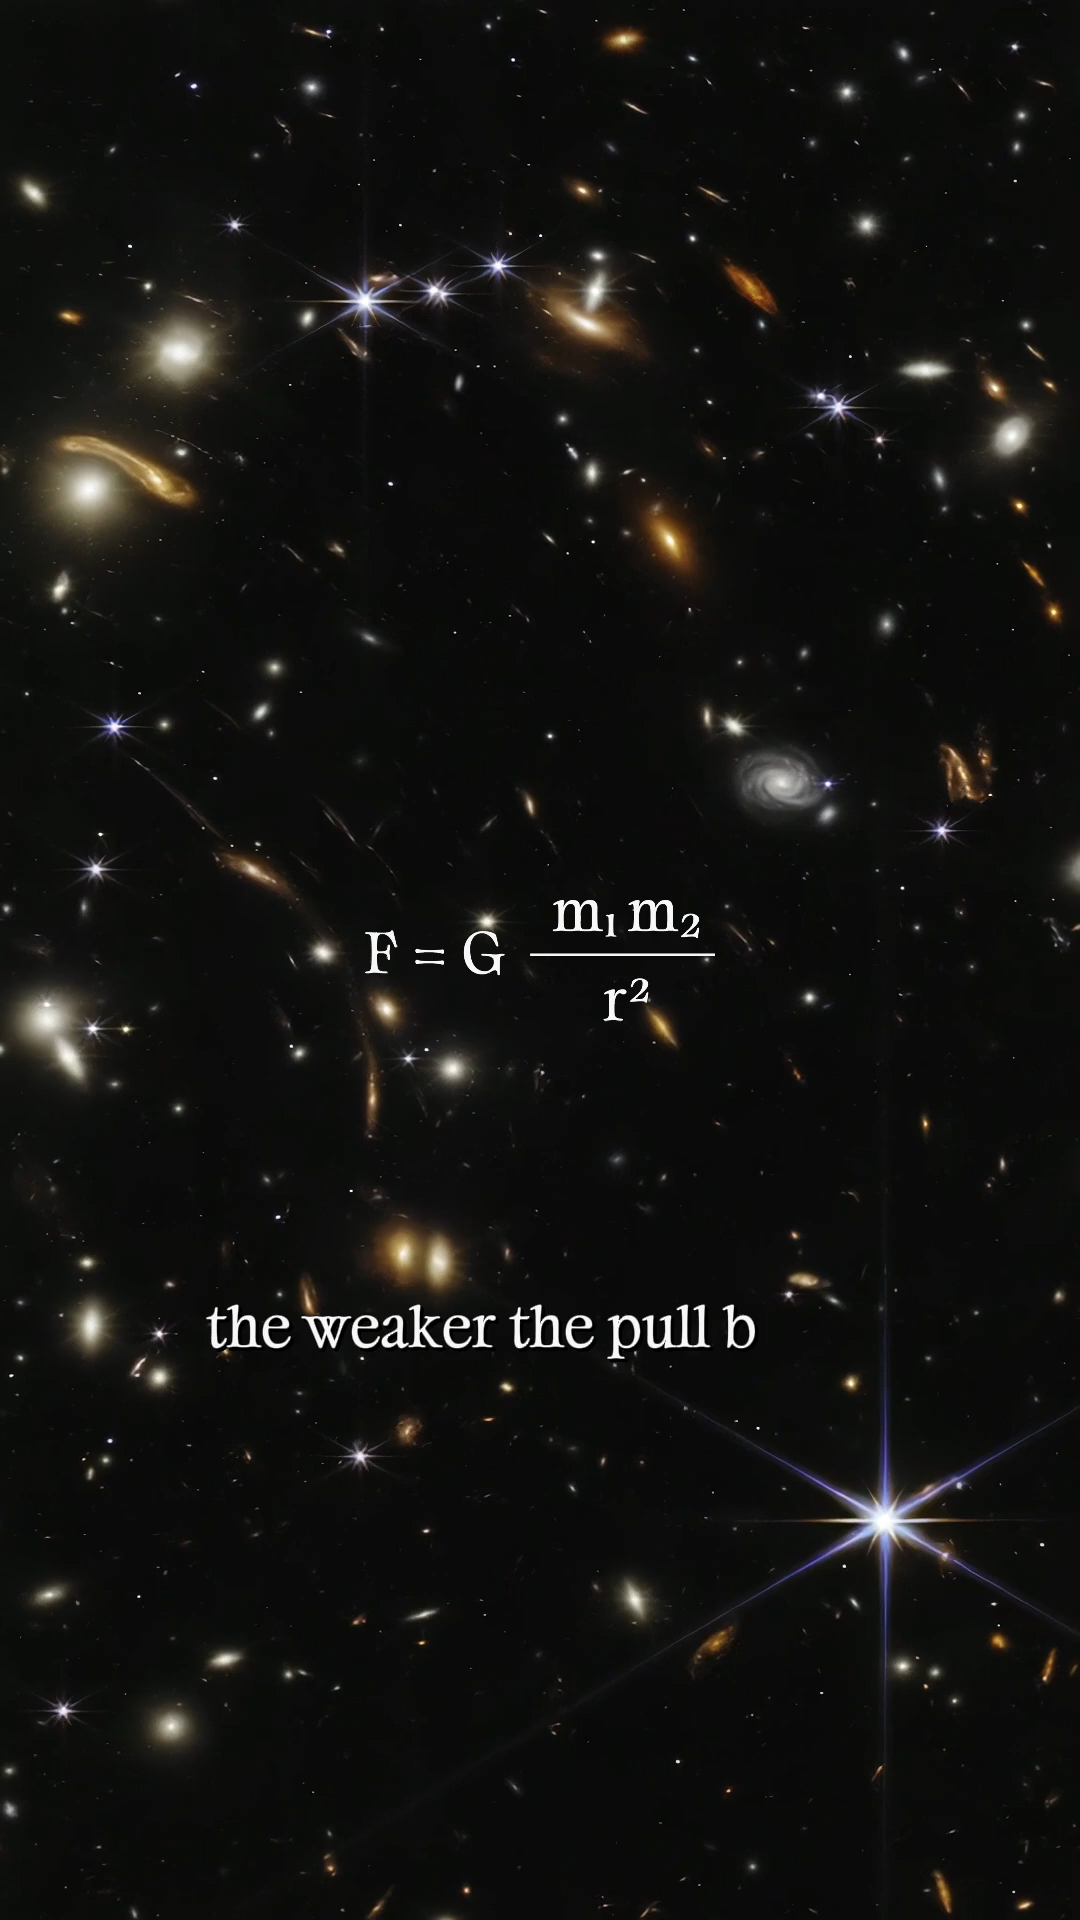 F = G m₁ m₂ / r²
the weaker the pull b